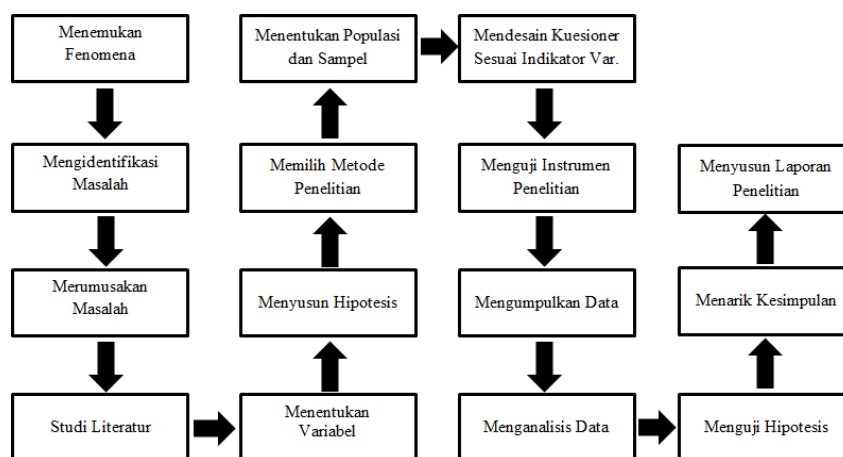 Menemukan
Fenomena
Mengidentifikasi
Masalah
Merumusakan
Masalah
Studi Literatur
Menentukan
Variabel
Menyusun Hipotesis
Memilih Metode
Penelitian
Menentukan Populasi
dan Sampel
Mendesain Kuesioner
Sesuai Indikator Var.
Menguji Instrumen
Penelitian
Mengumpulkan Data
Menganalisis Data
Menguji Hipotesis
Menarik Kesimpulan
Menyusun Laporan
Penelitian